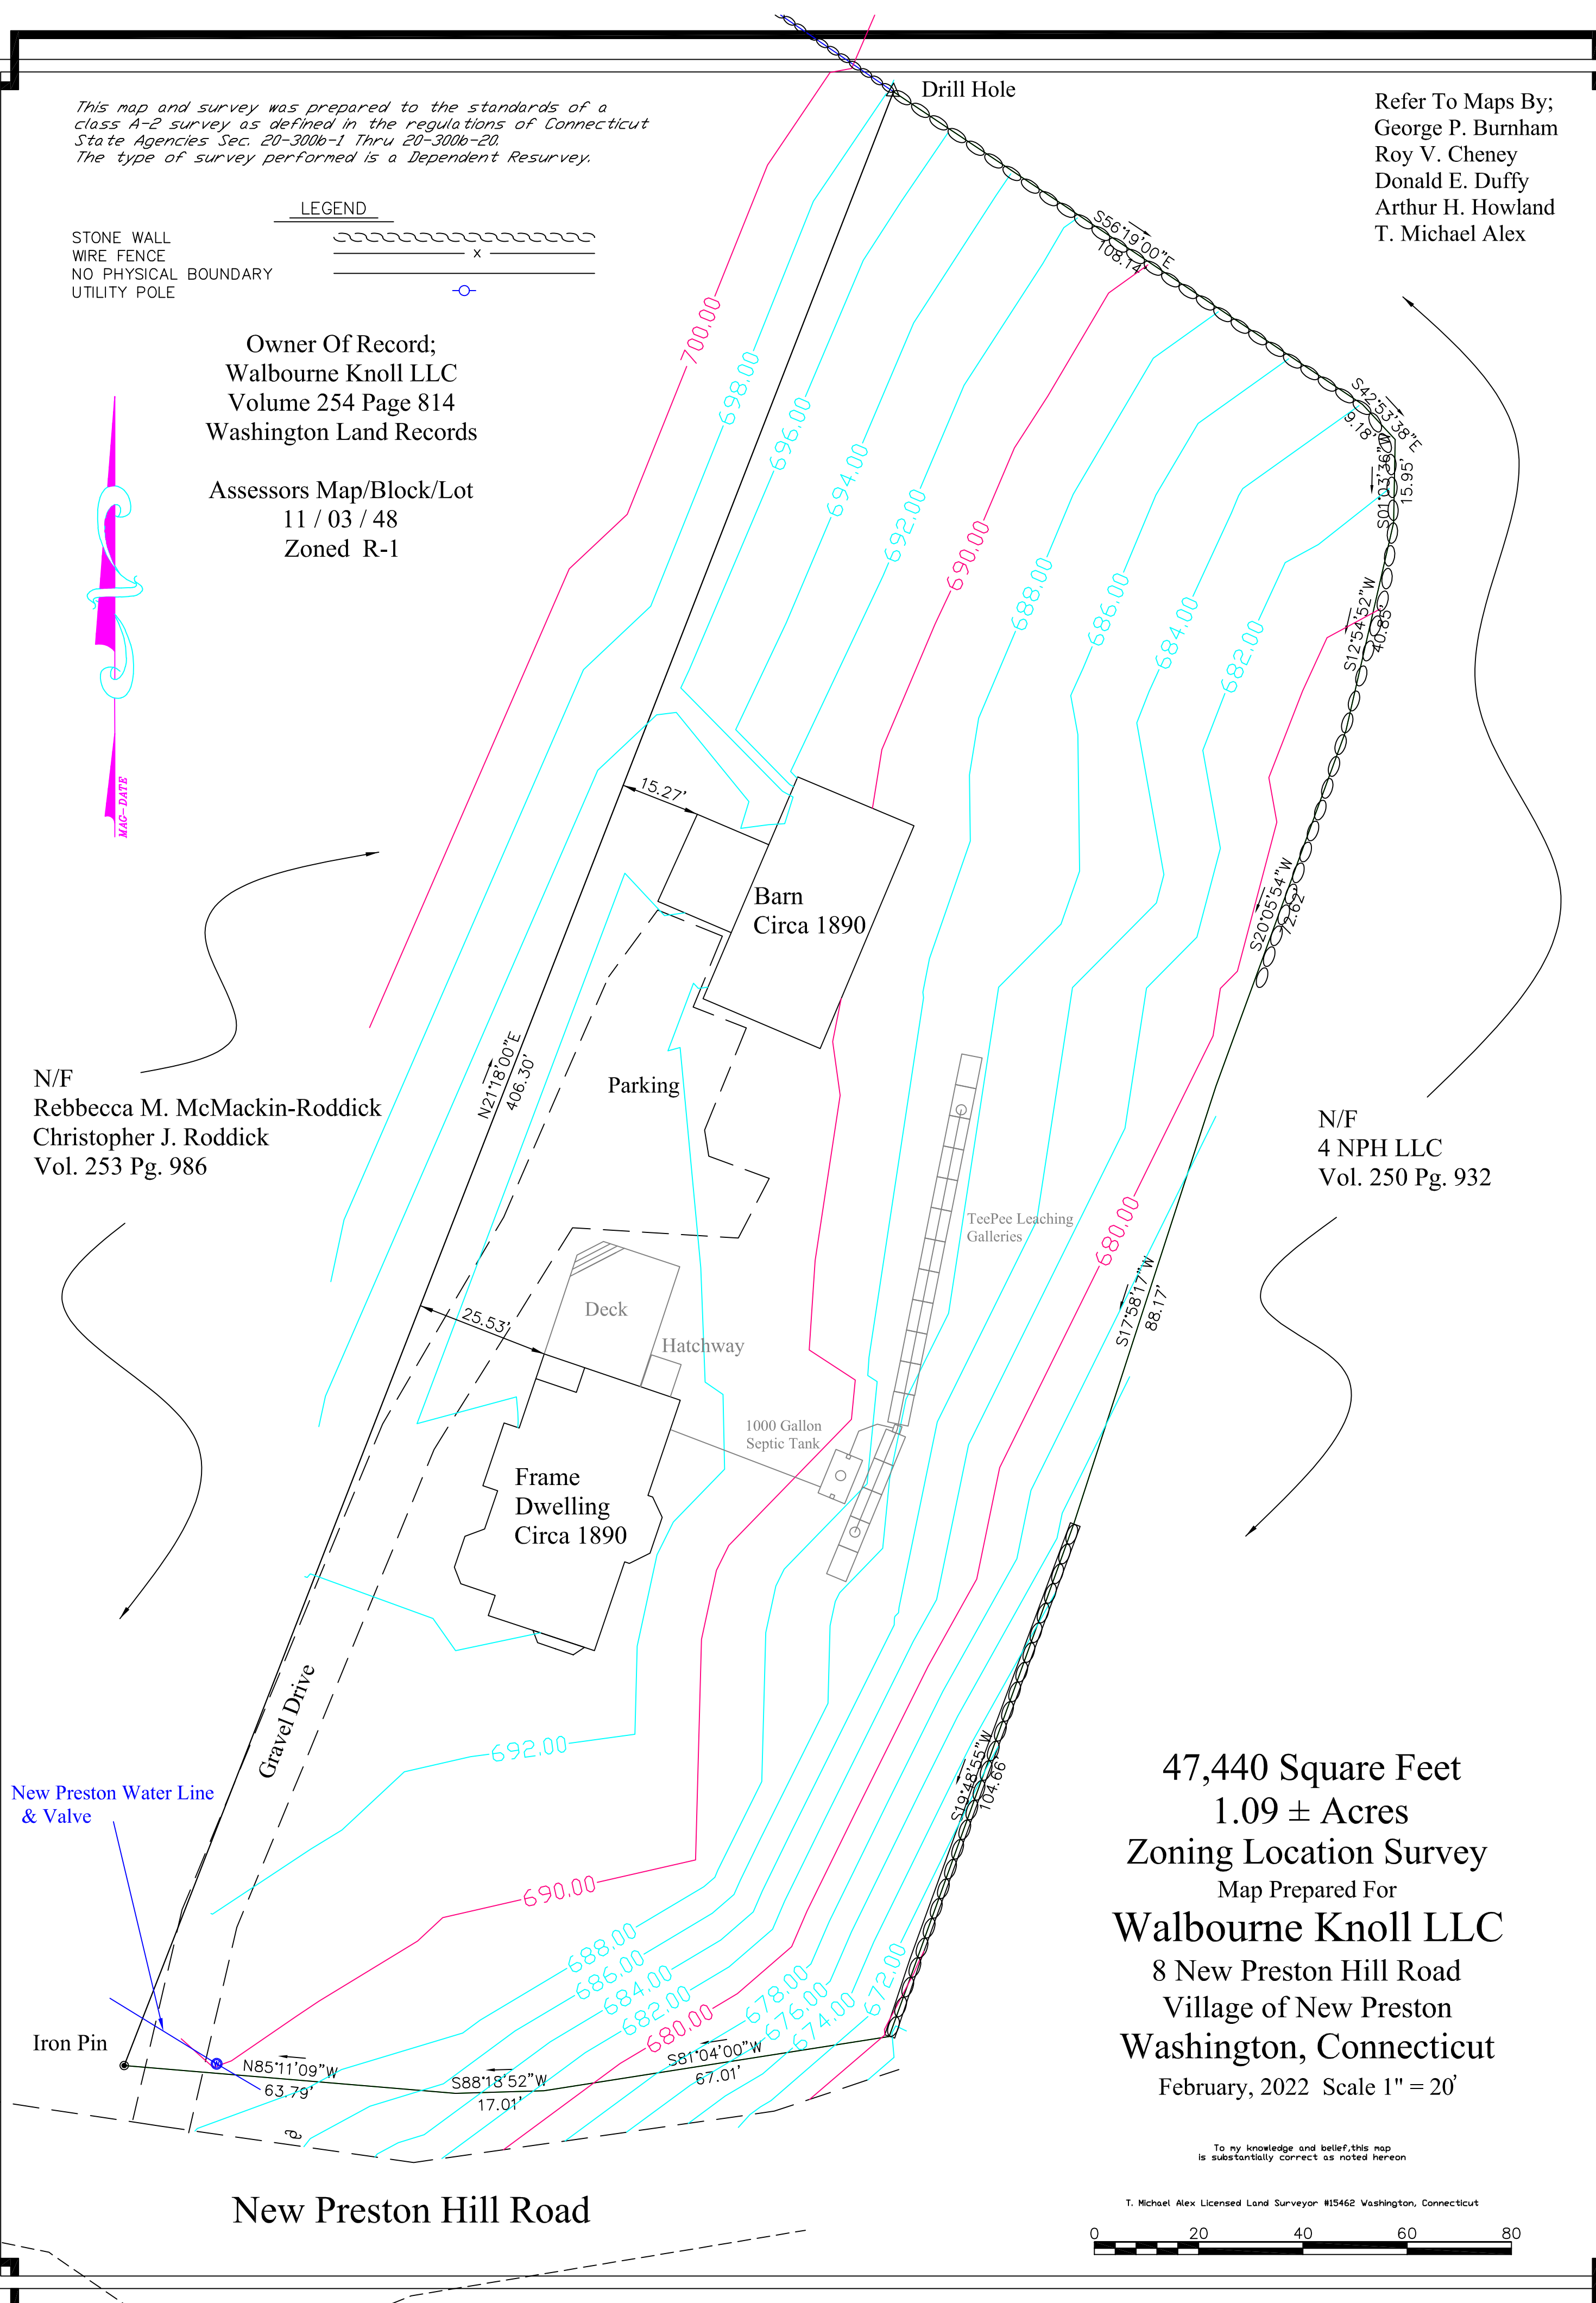 Drill Hole
This map and survey was prepared to the standards of a
class A-2 survey as defined in the regulations of Connecticut
State Agencies Sec. 20-300b-1 Thru 20-300b-20.
The type of survey performed is a Dependent Resurvey.
Refer To Maps By;
George P. Burnham
Roy V. Cheney
Donald E. Duffy
Arthur H. Howland
T. Michael Alex
LEGEND
STONE WALL
WIRE FENCE
x
NO PHYSICAL BOUNDARY
UTILITY POLE
Owner Of Record;
Walbourne Knoll LLC
Volume 254 Page 814
Washington Land Records
Assessors Map/Block/Lot
11 / 03 / 48
Zoned R-1
MAG-DATE
S56°19'00"E
108.14'
S42°53'38"E
9.18'
S01°03'36"W
15.95'
S12°54'52"W
40.85'
S20°05'54"W
72.62'
700.00
698.00
696.00
694.00
692.00
690.00
688.00
686.00
684.00
682.00
15.27'
Barn
Circa 1890
N21°18'00"E
406.30'
Parking
N/F
Rebbecca M. McMackin-Roddick
Christopher J. Roddick
Vol. 253 Pg. 986
N/F
4 NPH LLC
Vol. 250 Pg. 932
TeePee Leaching
Galleries
680.00
S17°58'17"W
88.17'
25.53'
Deck
Hatchway
1000 Gallon
Septic Tank
Frame
Dwelling
Circa 1890
Gravel Drive
692.00
S19°48'55"W
104.66'
New Preston Water Line
& Valve
690.00
688.00
686.00
684.00
682.00
680.00
678.00
676.00
674.00
672.00
Iron Pin
W
N85°11'09"W
63.79'
S88°18'52"W
17.01'
S81°04'00"W
67.01'
47,440 Square Feet
1.09 ± Acres
Zoning Location Survey
Map Prepared For
Walbourne Knoll LLC
8 New Preston Hill Road
Village of New Preston
Washington, Connecticut
February, 2022 Scale 1" = 20'
To my knowledge and belief,this map
is substantially correct as noted hereon
T. Michael Alex Licensed Land Surveyor #15462 Washington, Connecticut
New Preston Hill Road
0 20 40 60 80